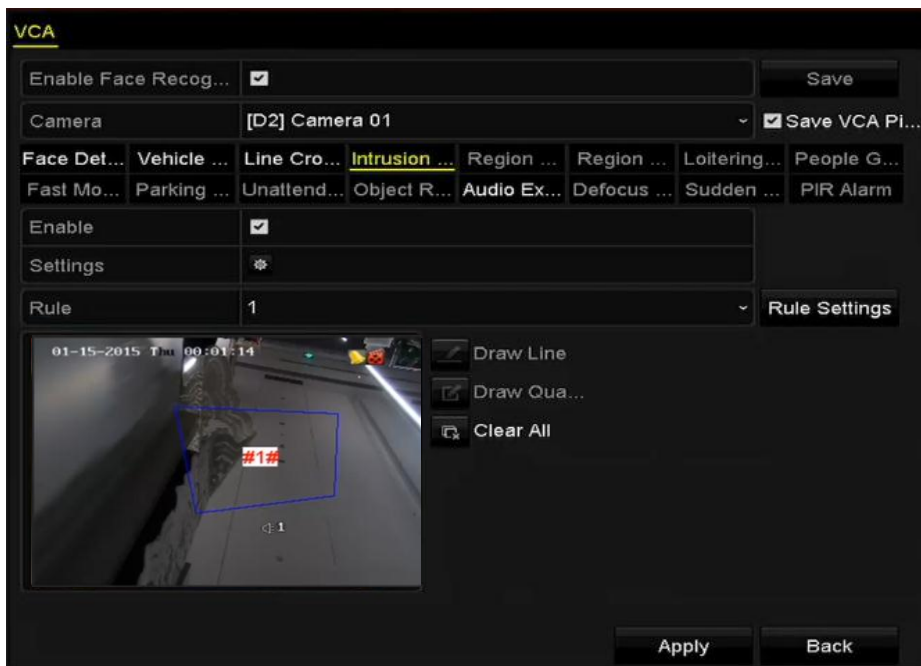 VCA
Enable Face Recog...
Save
Camera [D2] Camera 01
Save VCA Pi...
Face Det... Vehicle ... Line Cro... Intrusion ... Region ... Region ... Loitering... People G...
Fast Mo... Parking ... Unattend... Object R... Audio Ex... Defocus ... Sudden ... PIR Alarm
Enable
Settings
Rule 1 Rule Settings
01-15-2015 Thu 00:01:14
Draw Line
Draw Qua...
Clear All
#1#
1
Apply Back